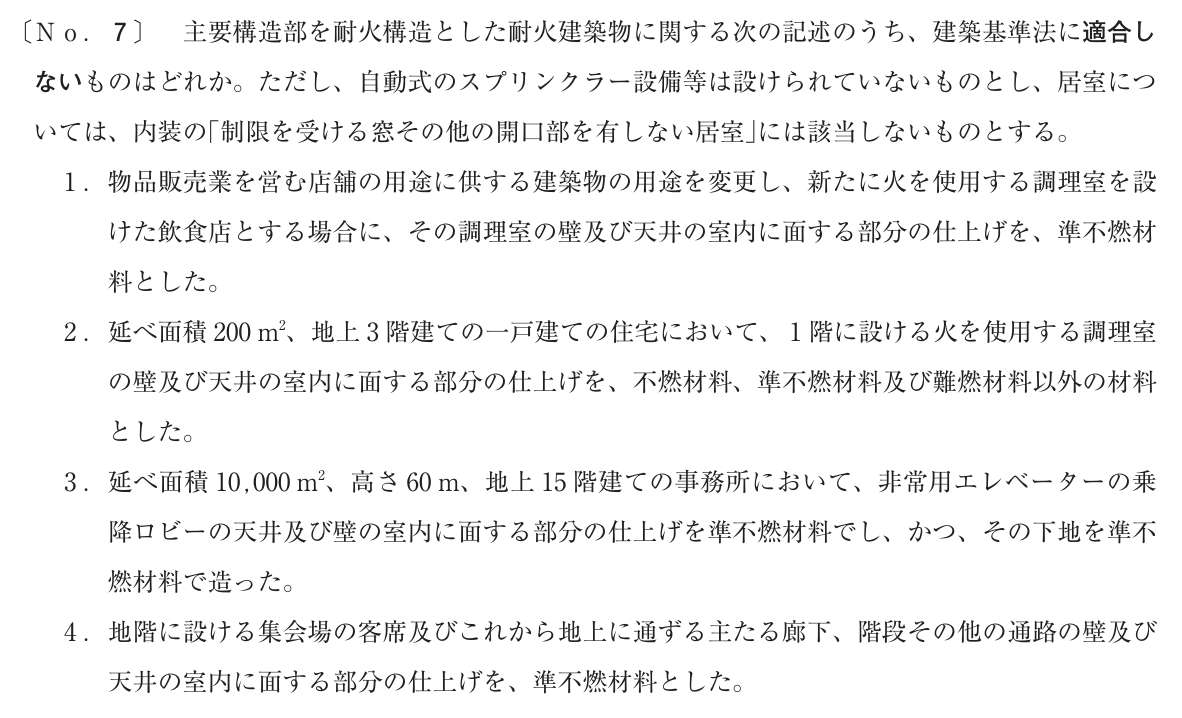 〔No. 7〕 主要構造部を耐火構造とした耐火建築物に関する次の記述のうち、建築基準法に適合し
ないものはどれか。ただし、自動式のスプリンクラー設備等は設けられていないものとし、居室につ
いては、内装の「制限を受ける窓その他の開口部を有しない居室」には該当しないものとする。
1. 物品販売業を営む店舗の用途に供する建築物の用途を変更し、新たに火を使用する調理室を設
けた飲食店とする場合に、その調理室の壁及び天井の室内に面する部分の仕上げを、準不燃材
料とした。
2. 延べ面積 200 m²、地上 3 階建ての一戸建ての住宅において、1 階に設ける火を使用する調理室
の壁及び天井の室内に面する部分の仕上げを、不燃材料、準不燃材料及び難燃材料以外の材料
とした。
3. 延べ面積 10,000 m²、高さ 60 m、地上 15 階建ての事務所において、非常用エレベーターの乗
降ロビーの天井及び壁の室内に面する部分の仕上げを準不燃材料でし、かつ、その下地を準不
燃材料で造った。
4. 地階に設ける集会場の客席及びこれから地上に通ずる主たる廊下、階段その他の通路の壁及び
天井の室内に面する部分の仕上げを、準不燃材料とした。